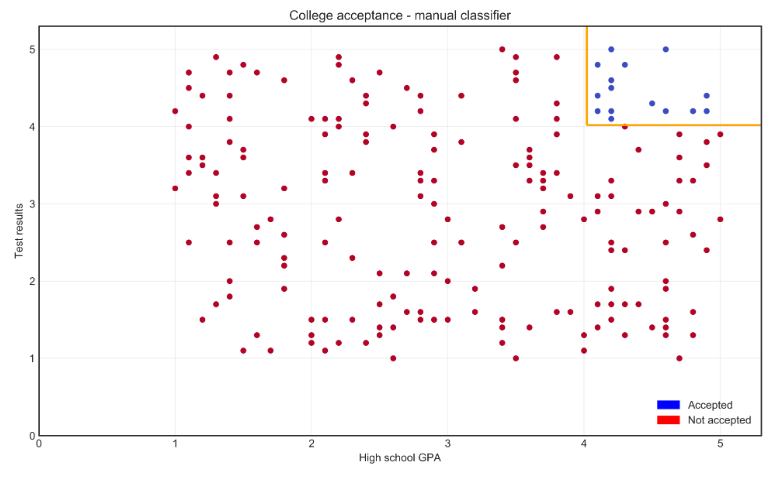 College acceptance - manual classifier
5
4
3
2
1
0
Test results
0 1 2 3 4 5
High school GPA
Accepted
Not accepted